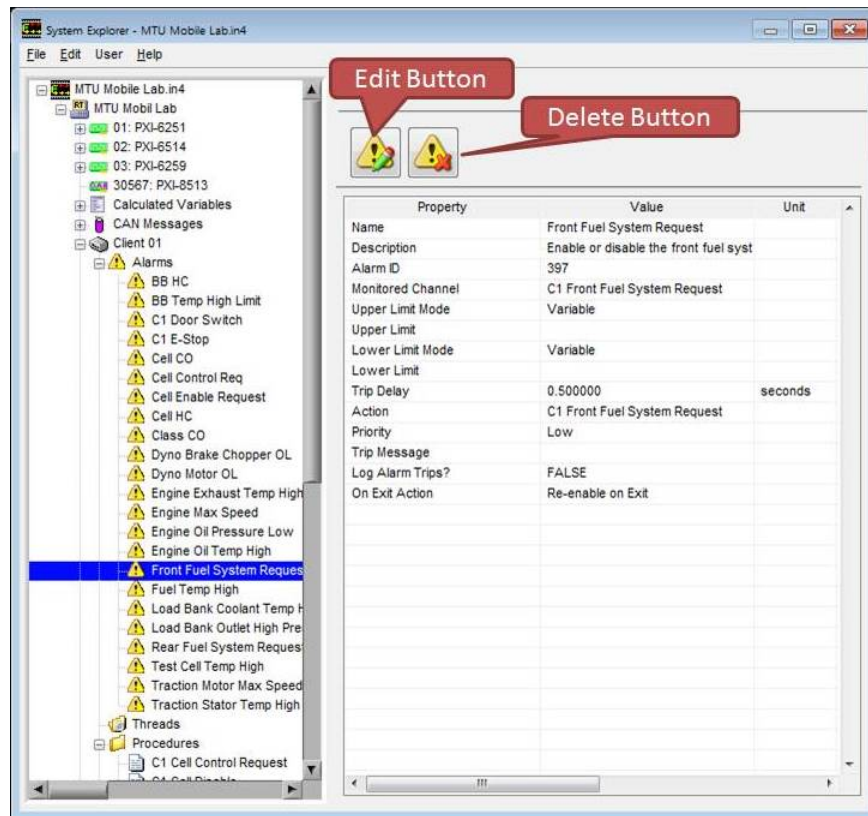 System Explorer - MTU Mobile Lab.in4
File Edit User Help
Edit Button
Delete Button
MTU Mobile Lab.in4
RT
MTU Mobil Lab
01: PXI-6251
02: PXI-6514
03: PXI-6259
30567: PXI-8513
Calculated Variables
CAN Messages
Client 01
Alarms
BB HC
BB Temp High Limit
C1 Door Switch
C1 E-Stop
Cell CO
Cell Control Req
Cell Enable Request
Cell HC
Class CO
Dyno Brake Chopper OL
Dyno Motor OL
Engine Exhaust Temp High
Engine Max Speed
Engine Oil Pressure Low
Engine Oil Temp High
Front Fuel System Reques
Fuel Temp High
Load Bank Coolant Temp H
Load Bank Outlet High Pre
Rear Fuel System Reques
Test Cell Temp High
Traction Motor Max Speed
Traction Stator Temp High
Threads
Procedures
C1 Cell Control Request
Property Value Unit
Name Front Fuel System Request
Description Enable or disable the front fuel syst
Alarm ID 397
Monitored Channel C1 Front Fuel System Request
Upper Limit Mode Variable
Upper Limit
Lower Limit Mode Variable
Lower Limit
Trip Delay 0.500000 seconds
Action C1 Front Fuel System Request
Priority Low
Trip Message
Log Alarm Trips? FALSE
On Exit Action Re-enable on Exit